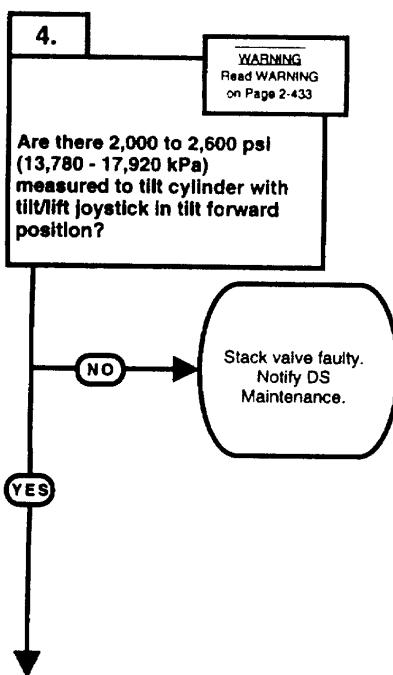 4.
WARNING
Read WARNING
on Page 2-433
Are there 2,000 to 2,600 psi
(13,780 - 17,920 kPa)
measured to tilt cylinder with
tilt/lift joystick in tilt forward
position?
NO
Stack valve faulty.
Notify DS
Maintenance.
YES